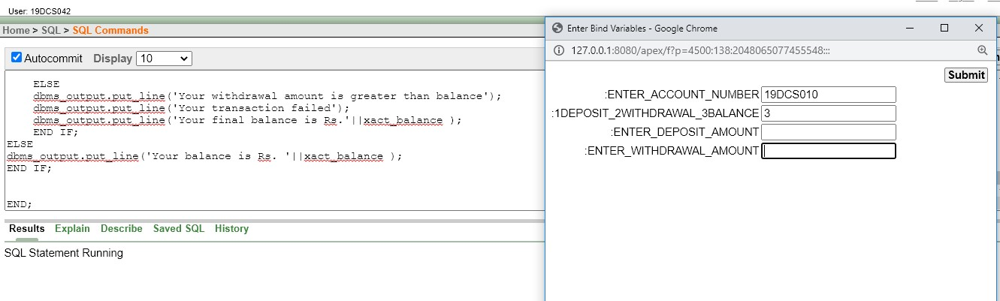 User: 19DCS042
Home > SQL > SQL Commands
Autocommit Display 10
ELSE
dbms_output.put_line('Your withdrawal amount is greater than balance');
dbms_output.put_line('Your transaction failed');
dbms_output.put_line('Your final balance is Rs.'||xact_balance );
END IF;
ELSE
dbms_output.put_line('Your balance is Rs. '||xact_balance );
END IF;
END;
Results Explain Describe Saved SQL History
SQL Statement Running
Enter Bind Variables - Google Chrome
127.0.0.1:8080/apex/f?p=4500:138:2048065077455548:::
Submit
:ENTER_ACCOUNT_NUMBER 19DCS010
:1DEPOSIT_2WITHDRAWAL_3BALANCE 3
:ENTER_DEPOSIT_AMOUNT
:ENTER_WITHDRAWAL_AMOUNT